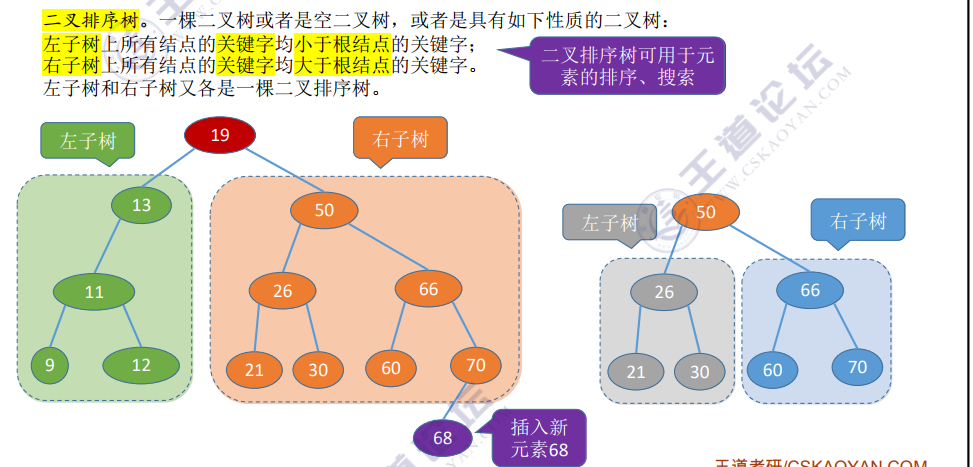 二叉排序树。一棵二叉树或者是空二叉树，或者是具有如下性质的二叉树：
左子树上所有结点的关键字均小于根结点的关键字；
右子树上所有结点的关键字均大于根结点的关键字。
左子树和右子树又各是一棵二叉排序树。
二叉排序树可用于元
素的排序、搜索
王道论坛
WWW.CSKAOYAN.COM
左子树
19
右子树
13
50
11
26
66
9
12
21
30
60
70
68
插入新
元素68
左子树
50
右子树
26
66
21
30
60
70
王道考研/CSKAOYAN.COM